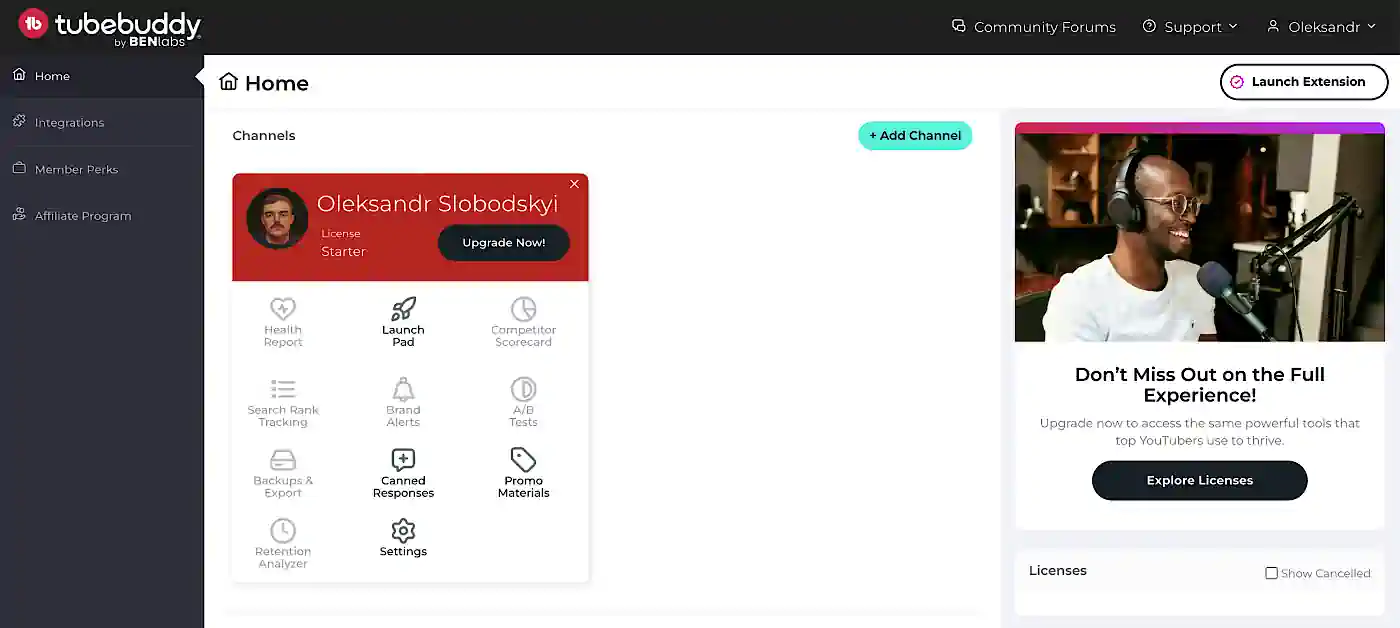 tb tubebuddy
by BENlabs
Community Forums
Support
Oleksandr
Home
Integrations
Member Perks
Affiliate Program
Home
Launch Extension
Channels
+ Add Channel
Oleksandr Slobodskyi
License
Starter
Upgrade Now!
Health
Report
Launch
Pad
Competitor
Scorecard
Search Rank
Tracking
Brand
Alerts
A/B
Tests
Backups &
Export
Canned
Responses
Promo
Materials
Retention
Analyzer
Settings
Don’t Miss Out on the Full
Experience!
Upgrade now to access the same powerful tools that
top YouTubers use to thrive.
Explore Licenses
Licenses
Show Cancelled